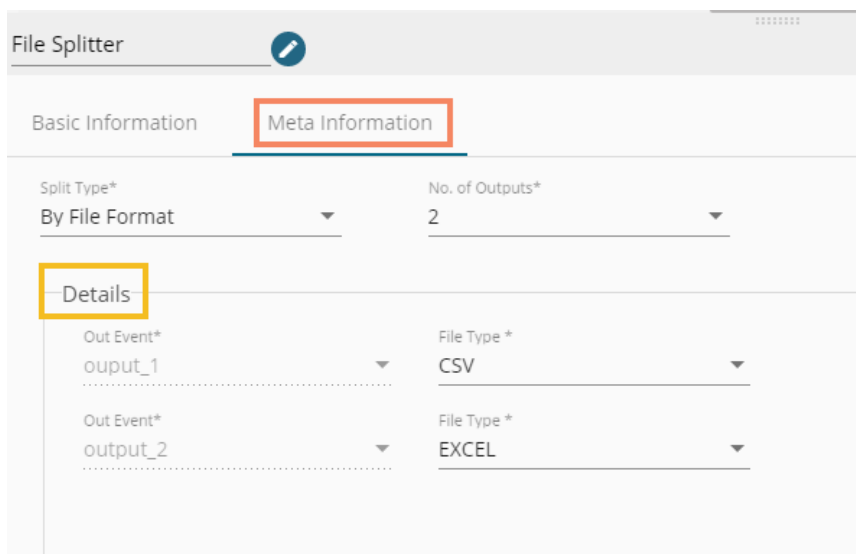 File Splitter
Basic Information Meta Information
Split Type* No. of Outputs*
By File Format 2
Details
Out Event* File Type *
ouput_1 CSV
Out Event* File Type *
output_2 EXCEL